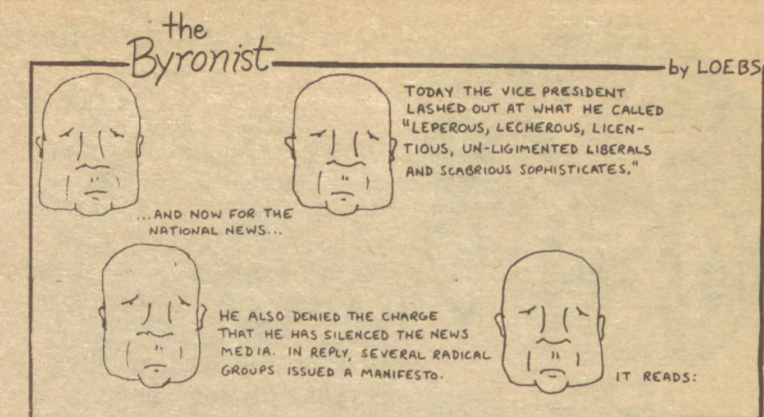 the
Byronist
by LOEBS
...AND NOW FOR THE
NATIONAL NEWS...
TODAY THE VICE PRESIDENT
LASHED OUT AT WHAT HE CALLED
"LEPEROUS, LECHEROUS, LICEN-
TIOUS, UN-LIGIMENTED LIBERALS
AND SCABRIOUS SOPHISTICATES."
HE ALSO DENIED THE CHARGE
THAT HE HAS SILENCED THE NEWS
MEDIA. IN REPLY, SEVERAL RADICAL
GROUPS ISSUED A MANIFESTO.
IT READS: